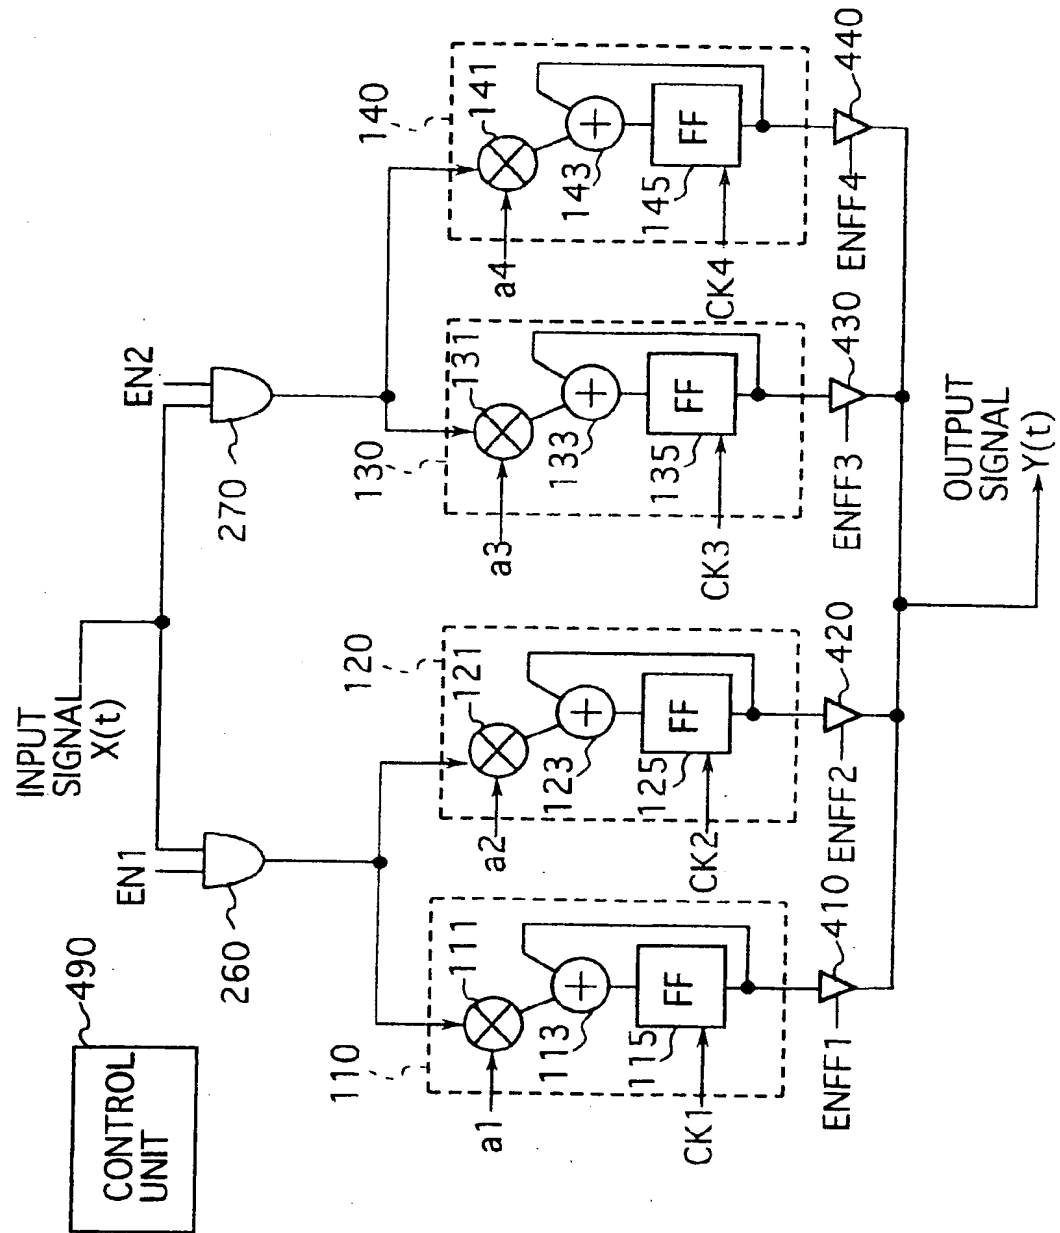 CONTROL
UNIT
490
INPUT
SIGNAL
X(t)
EN1
260
EN2
270
110
111
a1
113
115
FF
CK1
120
121
a2
123
125
FF
CK2
130
131
a3
133
135
FF
CK3
140
141
a4
143
145
FF
CK4
ENFF1
410
ENFF2
420
ENFF3
430
ENFF4
440
OUTPUT
SIGNAL
Y(t)